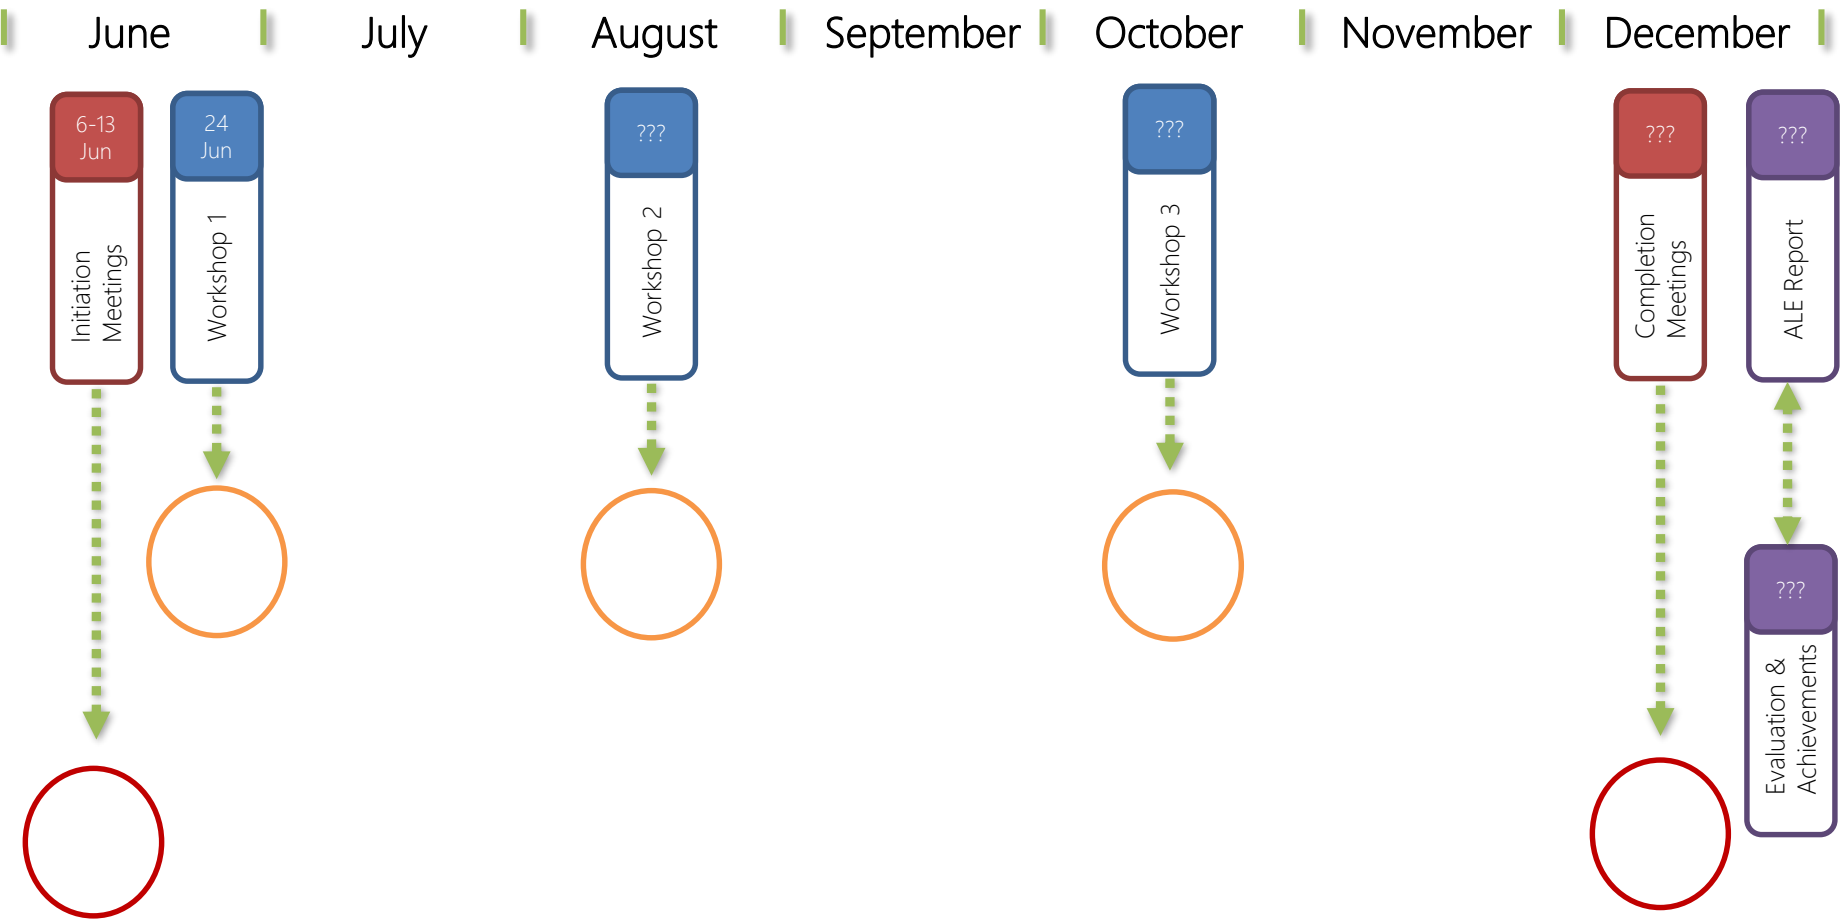 June July August September October November December
6-13
Jun
Initiation
Meetings
24
Jun
Workshop 1
???
Workshop 2
???
Workshop 3
???
Completion
Meetings
???
ALE Report
???
Evaluation &
Achievements